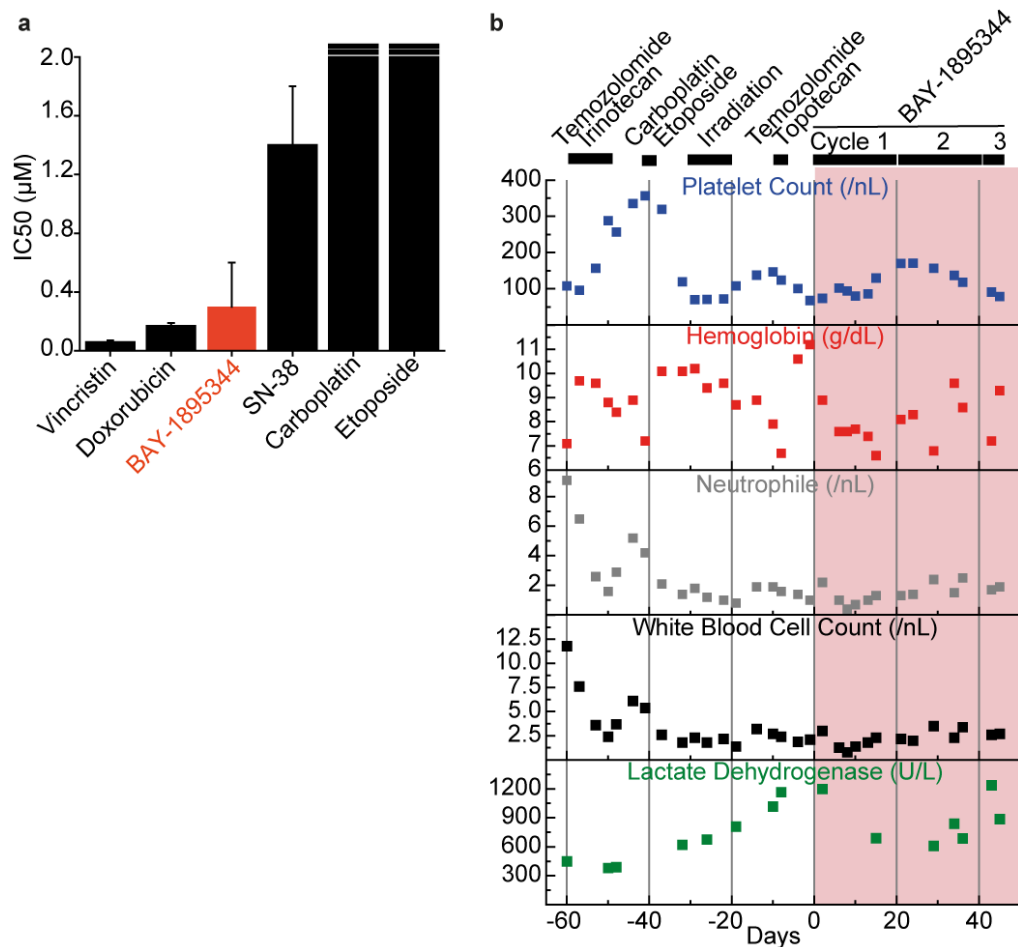 a
2.0
1.6
1.2
0.8
0.4
0.0
IC50 (µM)
Vincristin
Doxorubicin
BAY-1895344
SN-38
Carboplatin
Etoposide
b
Temozolomide
Irinotecan
Carboplatin
Etoposide
Irradiation
Temozolomide
Topotecan
BAY-1895344
Cycle 1
2
3
Platelet Count (/nL)
400
300
200
100
Hemoglobin (g/dL)
11
10
9
8
7
6
Neutrophile (/nL)
8
6
4
2
White Blood Cell Count (/nL)
12.5
10.0
7.5
5.0
2.5
Lactate Dehydrogenase (U/L)
1200
900
600
300
-60 -40 -20 0 20 40
Days